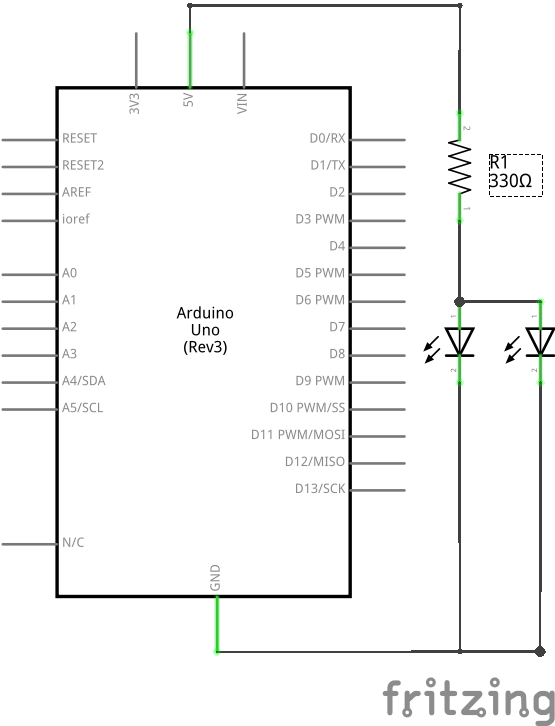 3V3
5V
VIN
RESET
RESET2
AREF
ioref
A0
A1
A2
A3
A4/SDA
A5/SCL
N/C
Arduino
Uno
(Rev3)
D0/RX
D1/TX
D2
D3 PWM
D4
D5 PWM
D6 PWM
D7
D8
D9 PWM
D10 PWM/SS
D11 PWM/MOSI
D12/MISO
D13/SCK
GND
2
R1
330Ω
1
1
2
1
2
fritzing